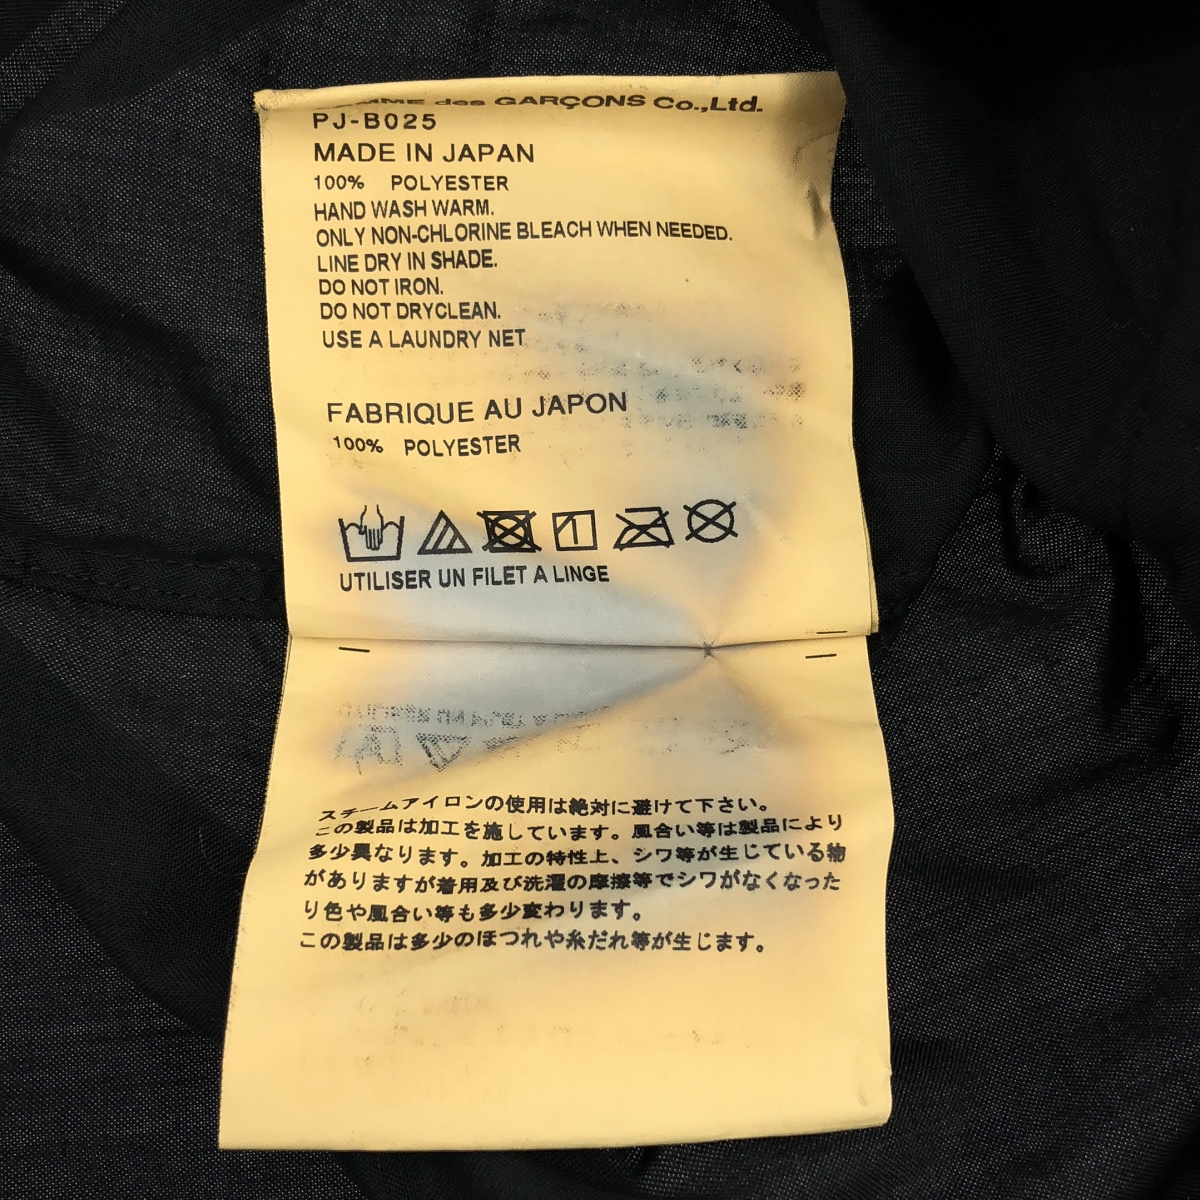 COMME des GARÇONS Co.,Ltd.
PJ-B025
MADE IN JAPAN
100% POLYESTER
HAND WASH WARM.
ONLY NON-CHLORINE BLEACH WHEN NEEDED.
LINE DRY IN SHADE.
DO NOT IRON.
DO NOT DRYCLEAN.
USE A LAUNDRY NET
FABRIQUE AU JAPON
100% POLYESTER
UTILISER UN FILET A LINGE
スチームアイロンの使用は絶対に避けて下さい。
この製品は加工を施しています。風合い等は製品により
多少異なります。加工の特性上、シワ等が生じている物
がありますが着用及び洗濯の摩擦等でシワがなくなった
り色や風合い等も多少変わります。
この製品は多少のほつれや糸だれ等が生じます。